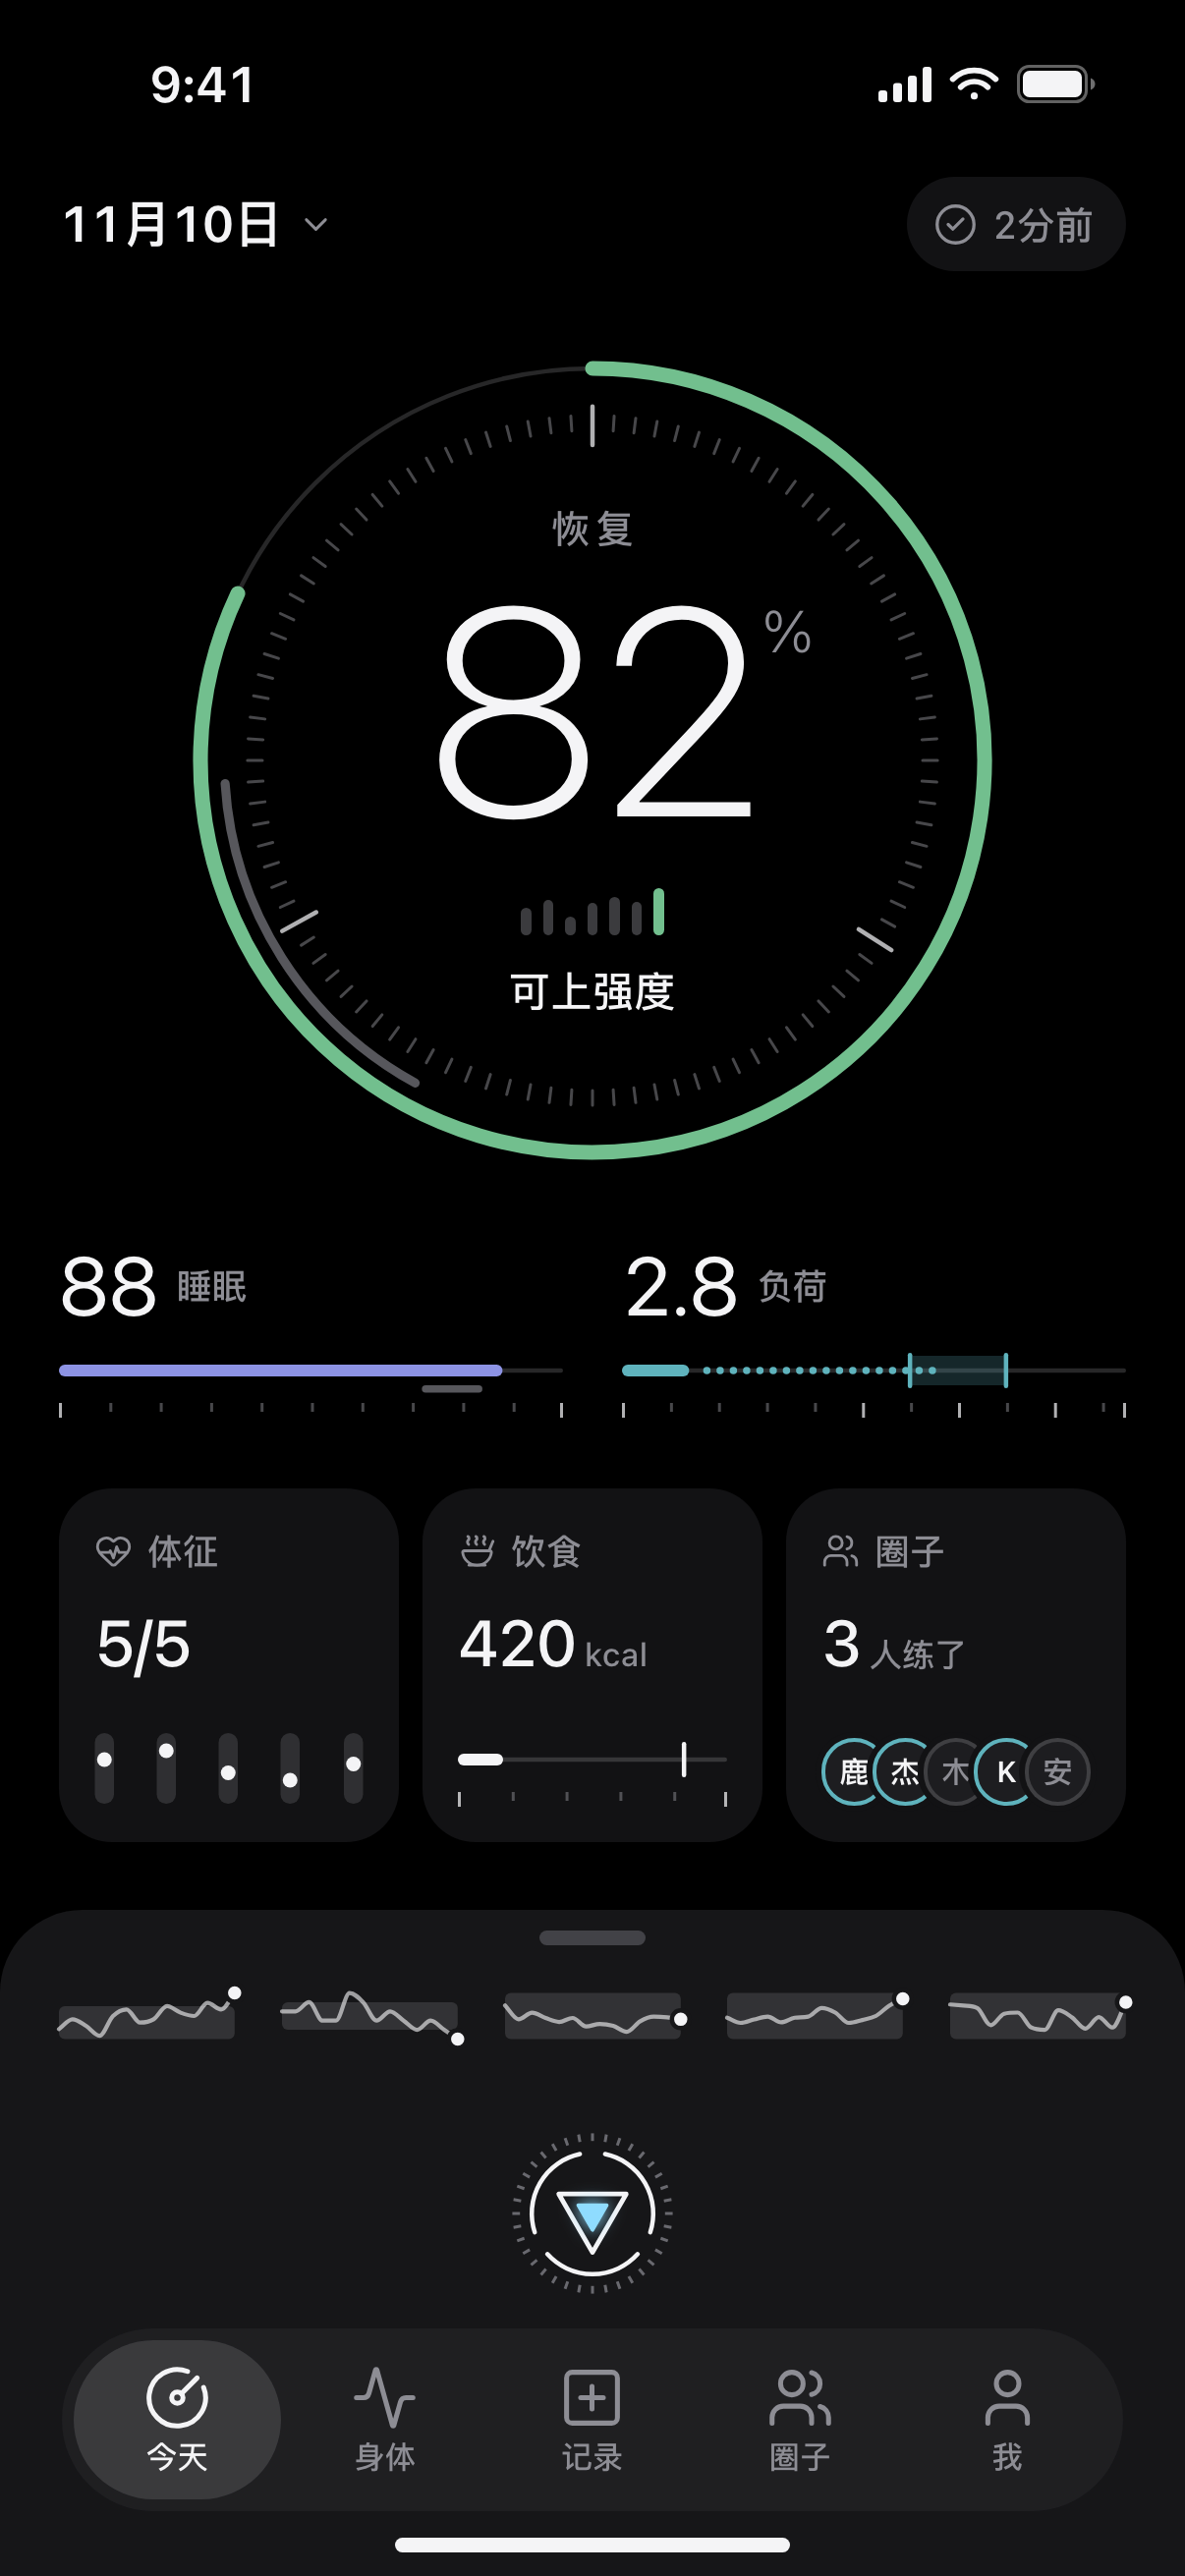 9:41
11月10日
2分前
恢复
82%
可上强度
88 睡眠
2.8 负荷
体征
5/5
饮食
420 kcal
圈子
3 人练了
鹿 杰 木 K 安
今天
身体
记录
圈子
我